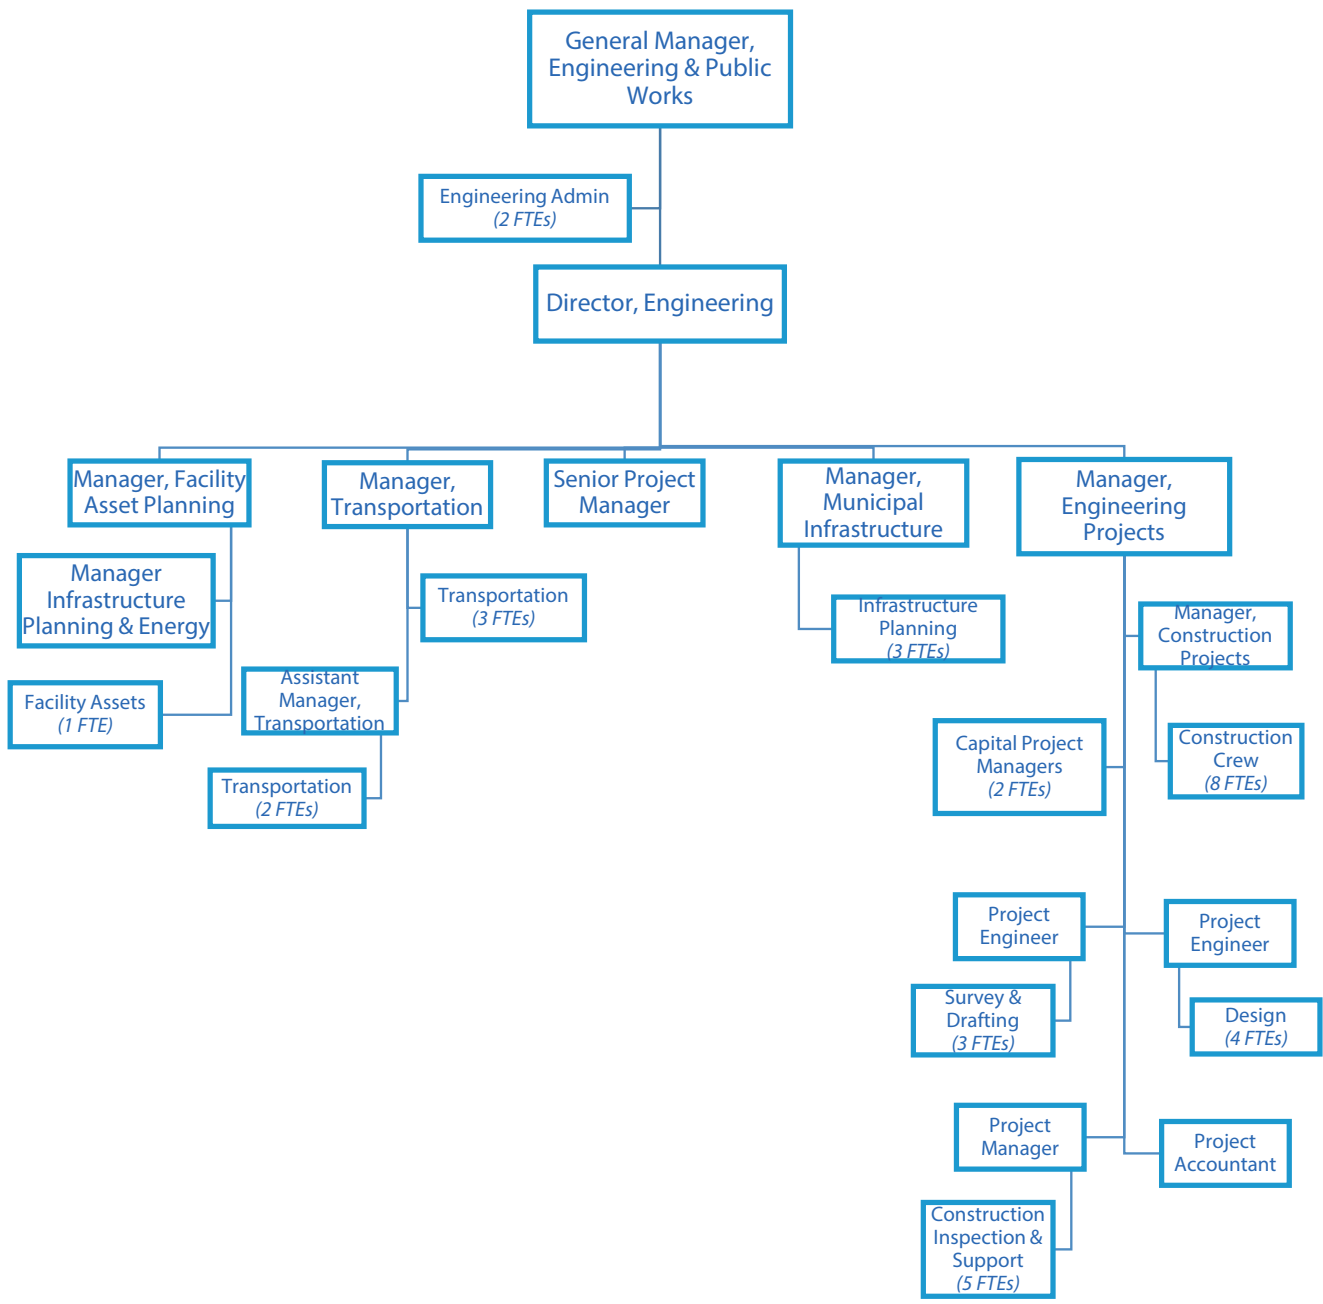 General Manager,
Engineering & Public
Works
Engineering Admin
(2 FTEs)
Director, Engineering
Manager, Facility
Asset Planning
Manager,
Transportation
Senior Project
Manager
Manager,
Municipal
Infrastructure
Manager,
Engineering
Projects
Manager
Infrastructure
Planning & Energy
Facility Assets
(1 FTE)
Transportation
(3 FTEs)
Assistant
Manager,
Transportation
Transportation
(2 FTEs)
Infrastructure
Planning
(3 FTEs)
Manager,
Construction
Projects
Construction
Crew
(8 FTEs)
Capital Project
Managers
(2 FTEs)
Project
Engineer
Survey &
Drafting
(3 FTEs)
Project
Engineer
Design
(4 FTEs)
Project
Manager
Construction
Inspection &
Support
(5 FTEs)
Project
Accountant